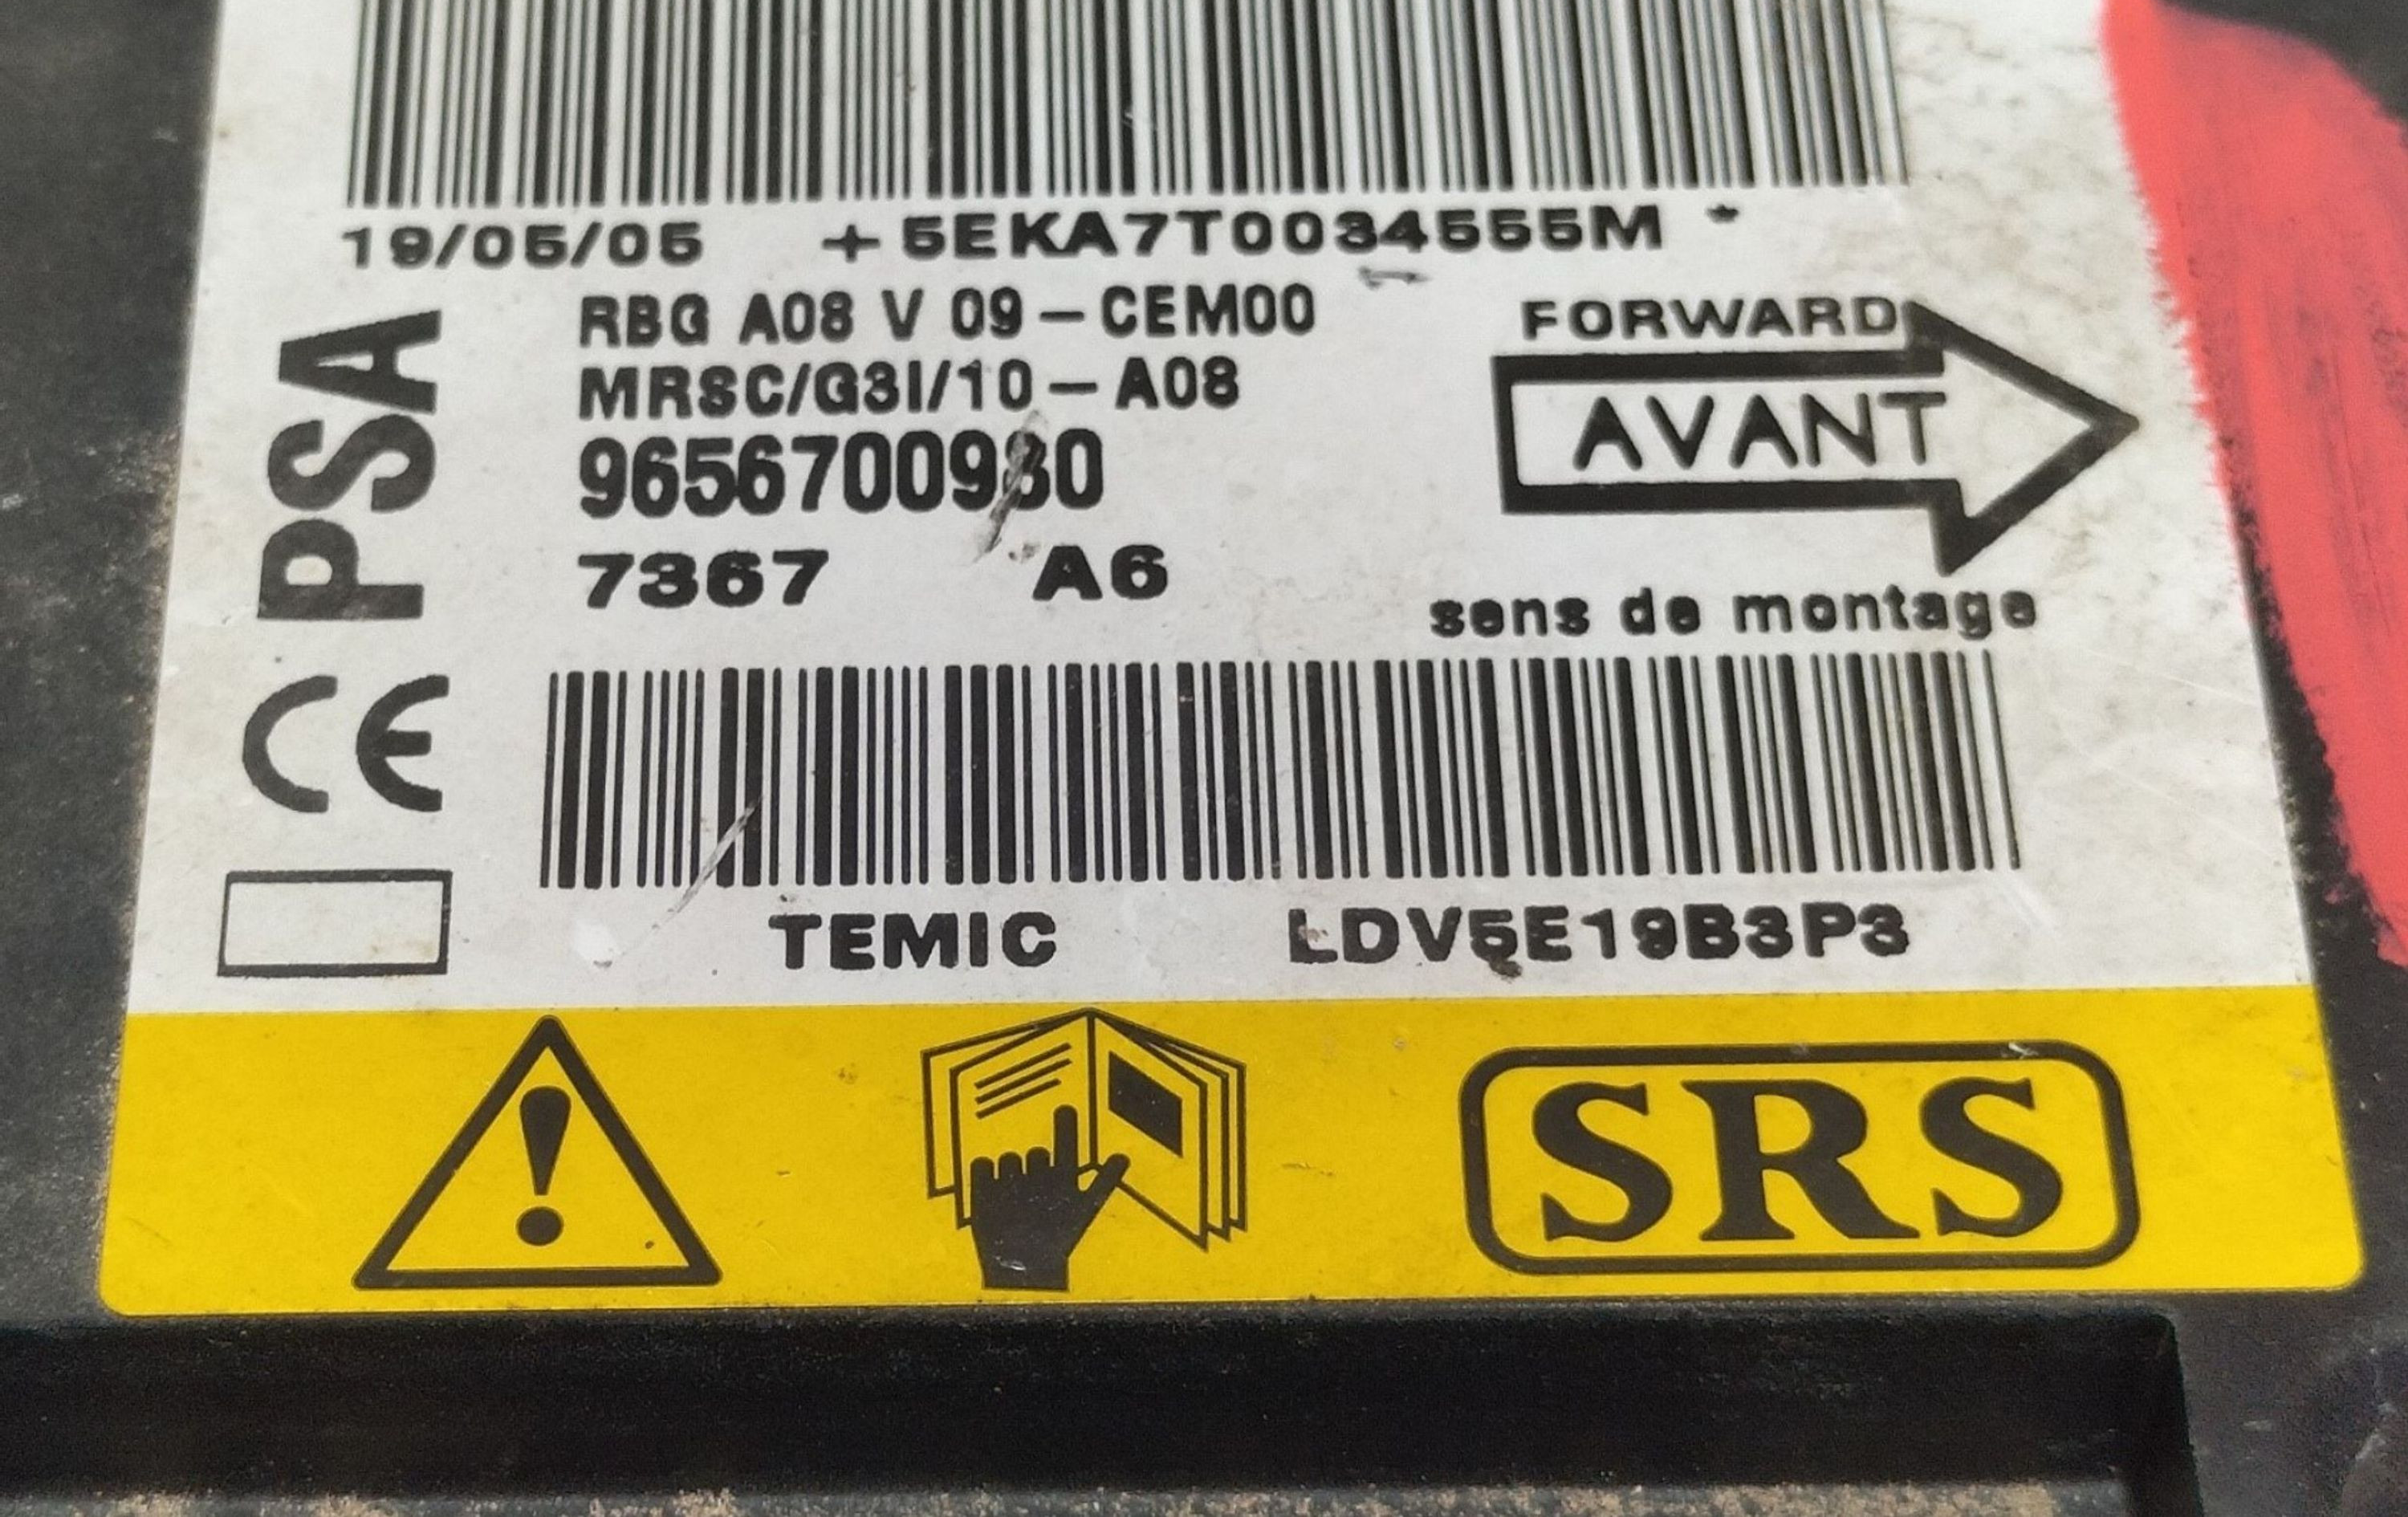 19/05/05 +5EKA7T0034555M *
RBG A08 V 09-CEM00
MRSC/G3I/10-A08
9656700980
7367 A6
PSA
CE
FORWARD
AVANT
sens de montage
TEMIC LDV5E19B3P3
SRS